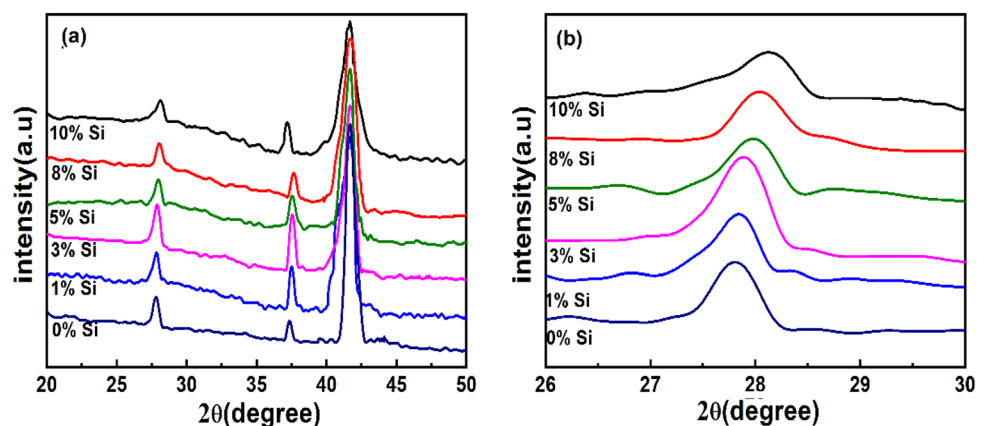 (a)
intensity(a.u)
10% Si
8% Si
5% Si
3% Si
1% Si
0% Si
20 25 30 35 40 45 50
2θ(degree)
(b)
intensity(a.u)
10% Si
8% Si
5% Si
3% Si
1% Si
0% Si
26 27 28 29 30
2θ(degree)